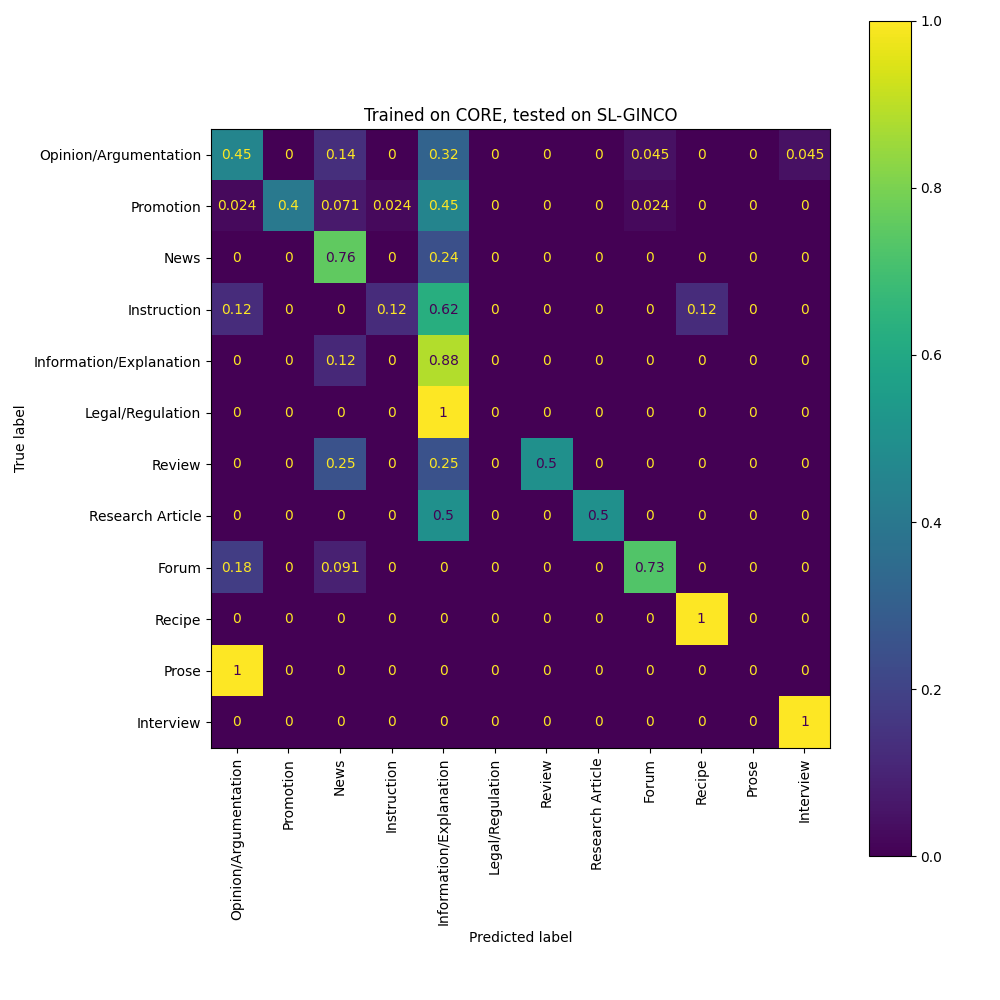 Trained on CORE, tested on SL-GINCO
1.0
Opinion/Argumentation 0.45 0 0.14 0 0.32 0 0 0 0.045 0 0 0.045
Promotion 0.024 0.4 0.071 0.024 0.45 0 0 0 0.024 0 0 0
0.8
News 0 0 0.76 0 0.24 0 0 0 0 0 0 0
Instruction 0.12 0 0 0.12 0.62 0 0 0 0 0.12 0 0
0.6
Information/Explanation 0 0 0.12 0 0.88 0 0 0 0 0 0 0
Legal/Regulation 0 0 0 0 1 0 0 0 0 0 0 0
True label
Review 0 0 0.25 0 0.25 0 0.5 0 0 0 0 0
Research Article 0 0 0 0 0.5 0 0 0.5 0 0 0 0
0.4
Forum 0.18 0 0.091 0 0 0 0 0 0.73 0 0 0
Recipe 0 0 0 0 0 0 0 0 0 1 0 0
Prose 1 0 0 0 0 0 0 0 0 0 0 0
0.2
Interview 0 0 0 0 0 0 0 0 0 0 0 1
0.0
Opinion/Argumentation
Promotion
News
Instruction
Information/Explanation
Legal/Regulation
Review
Research Article
Forum
Recipe
Prose
Interview
Predicted label